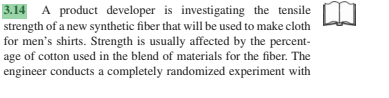 3.14 A product developer is investigating the tensile
strength of a new synthetic fiber that will be used to make cloth
for men's shirts. Strength is usually affected by the percent-
age of cotton used in the blend of materials for the fiber. The
engineer conducts a completely randomized experiment with